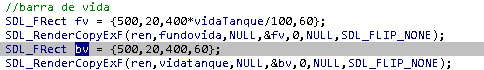 //barra de vida
SDL_FRect fv = {500,20,400*vidaTanque/100,60};
SDL_RenderCopyExF(ren,fundovida,NULL,&fv,0,NULL,SDL_FLIP_NONE);
SDL_FRect bv = {500,20,400,60};
SDL_RenderCopyExF(ren,vidatanque,NULL,&bv,0,NULL,SDL_FLIP_NONE);